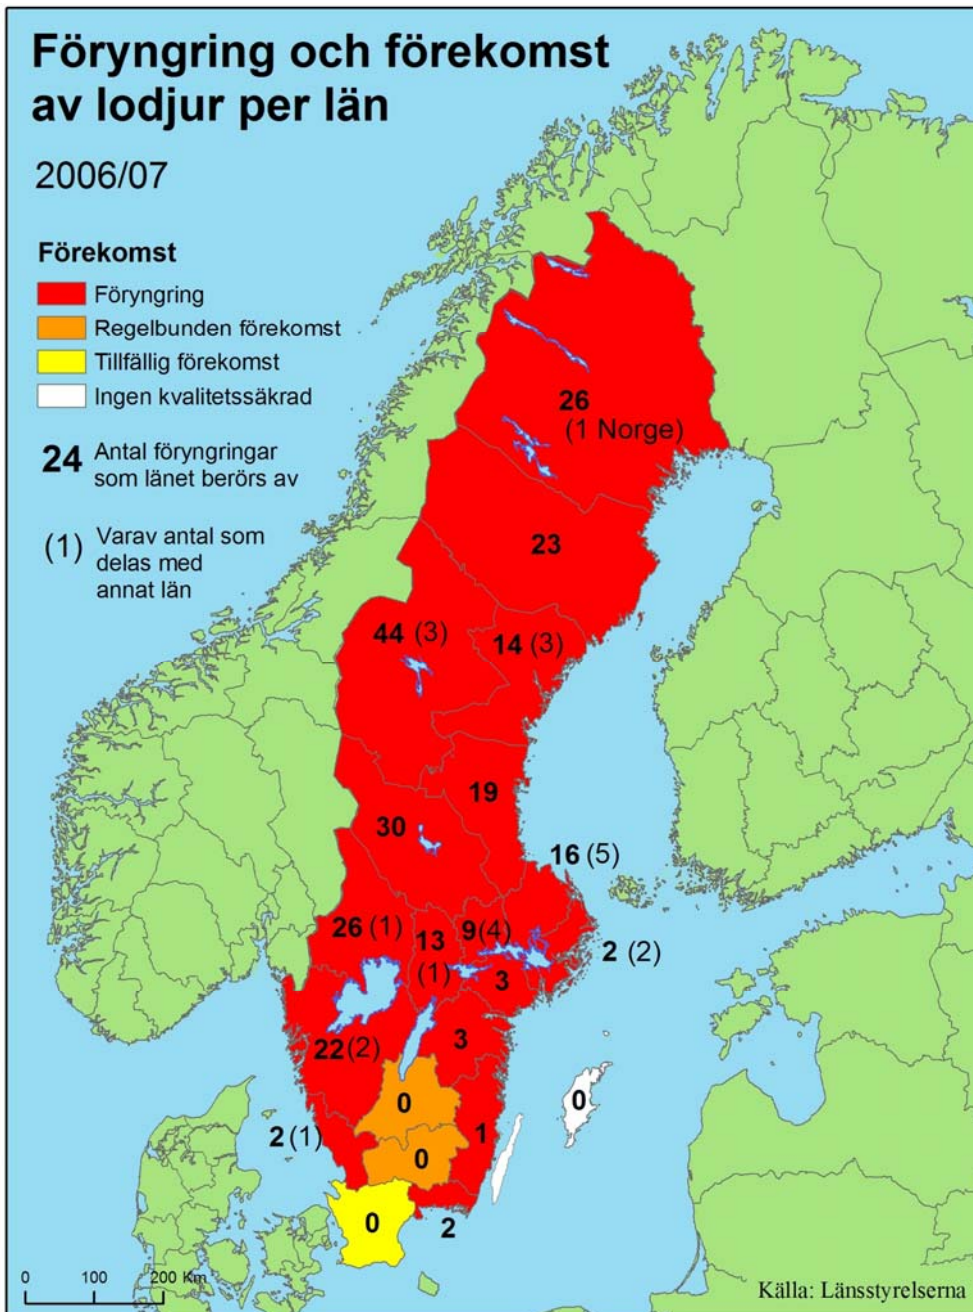 Föryngring och förekomst
av lodjur per län
2006/07
Förekomst
Föryngring
Regelbunden förekomst
Tillfällig förekomst
Ingen kvalitetssäkrad
24 Antal föryngringar
som länet berörs av
(1) Varav antal som
delas med
annat län
26
(1 Norge)
23
44 (3)
14 (3)
19
30
16 (5)
26 (1)
13
(1)
9(4)
2 (2)
3
22(2)
3
0
0
2 (1)
1
0
0
2
0 100 200 Km
Källa: Länsstyrelserna